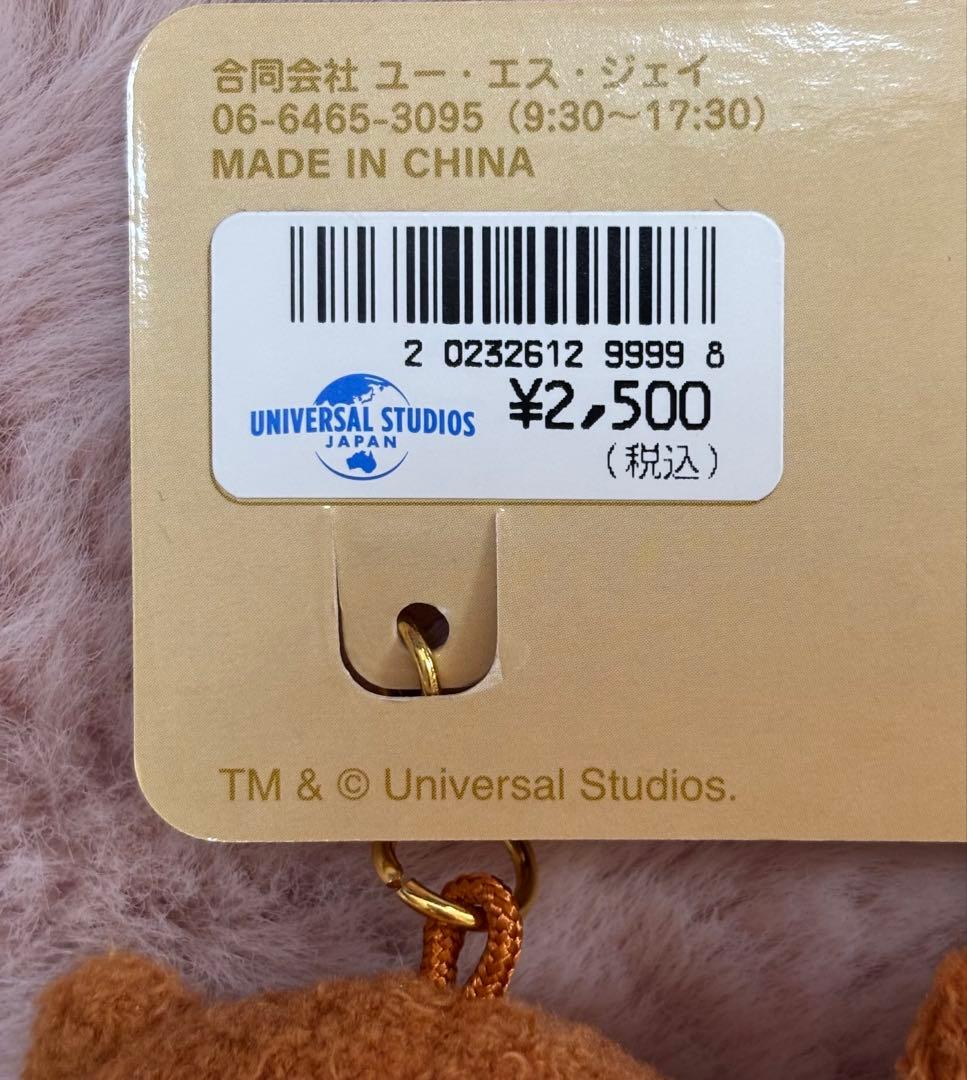 合同会社 ユー・エス・ジェイ
06-6465-3095（9:30～17:30）
MADE IN CHINA
2 0232612 9999 8
UNIVERSAL STUDIOS
JAPAN
¥2,500
（税込）
TM & © Universal Studios.